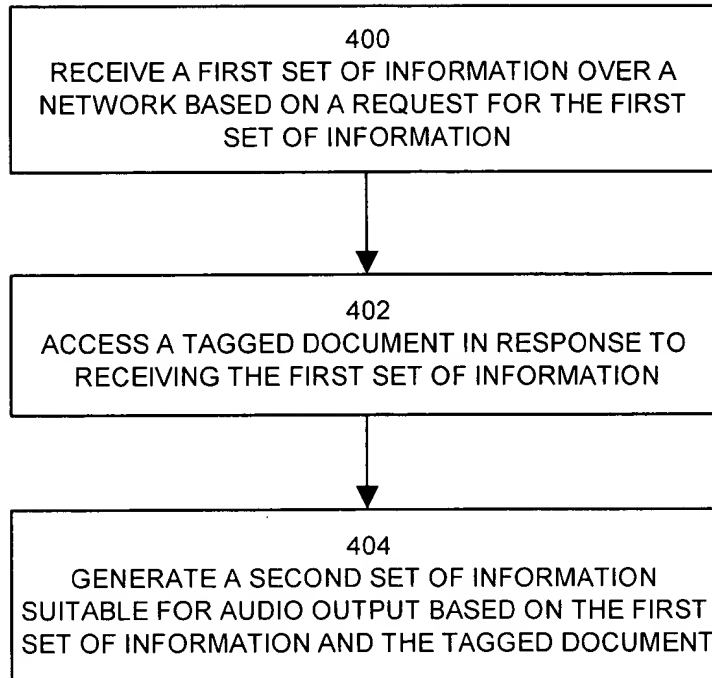 400
RECEIVE A FIRST SET OF INFORMATION OVER A
NETWORK BASED ON A REQUEST FOR THE FIRST
SET OF INFORMATION
402
ACCESS A TAGGED DOCUMENT IN RESPONSE TO
RECEIVING THE FIRST SET OF INFORMATION
404
GENERATE A SECOND SET OF INFORMATION
SUITABLE FOR AUDIO OUTPUT BASED ON THE FIRST
SET OF INFORMATION AND THE TAGGED DOCUMENT